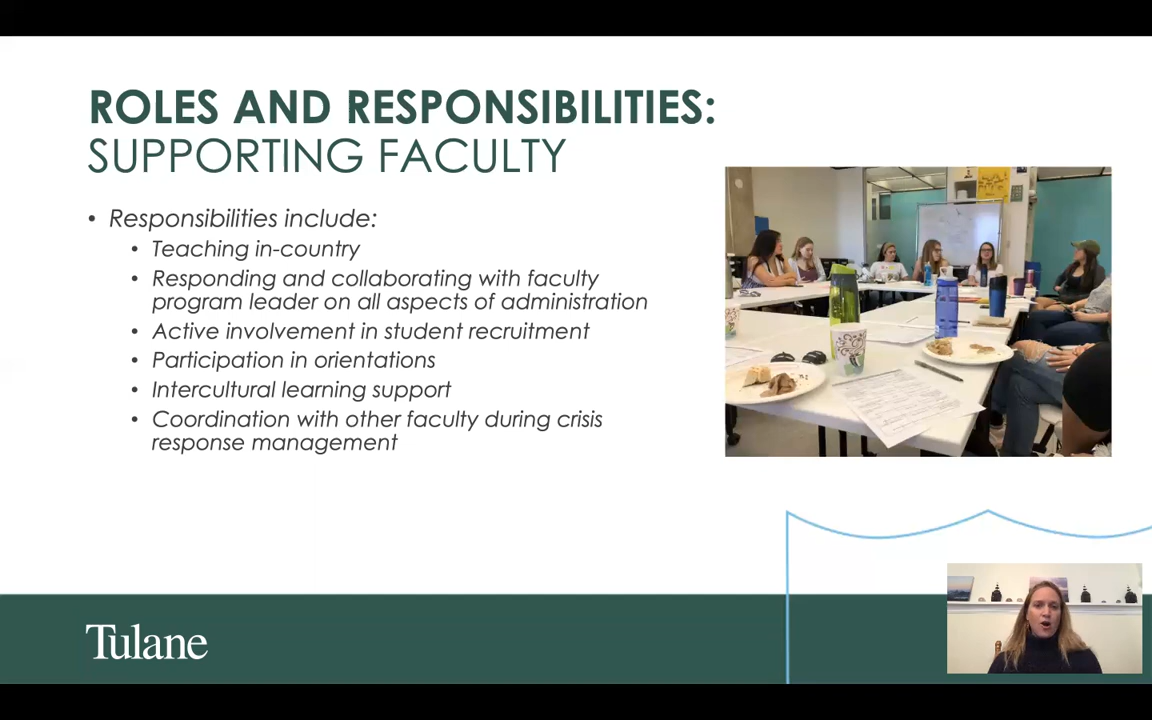 ROLES AND RESPONSIBILITIES:
SUPPORTING FACULTY
• Responsibilities include:
• Teaching in-country
• Responding and collaborating with faculty
program leader on all aspects of administration
• Active involvement in student recruitment
• Participation in orientations
• Intercultural learning support
• Coordination with other faculty during crisis
response management
Tulane